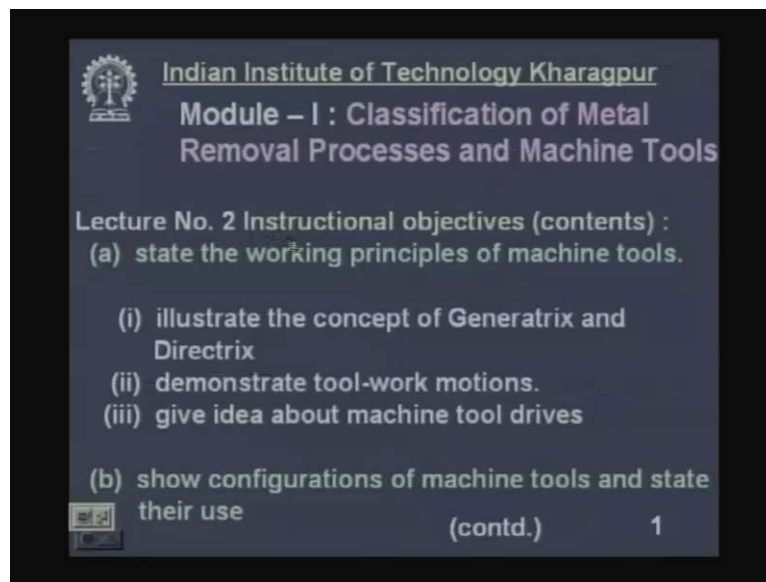 Indian Institute of Technology Kharagpur
Module – I : Classification of Metal
Removal Processes and Machine Tools
Lecture No. 2 Instructional objectives (contents) :
(a) state the working principles of machine tools.
(i) illustrate the concept of Generatrix and
Directrix
(ii) demonstrate tool-work motions.
(iii) give idea about machine tool drives
(b) show configurations of machine tools and state
their use
(contd.) 1